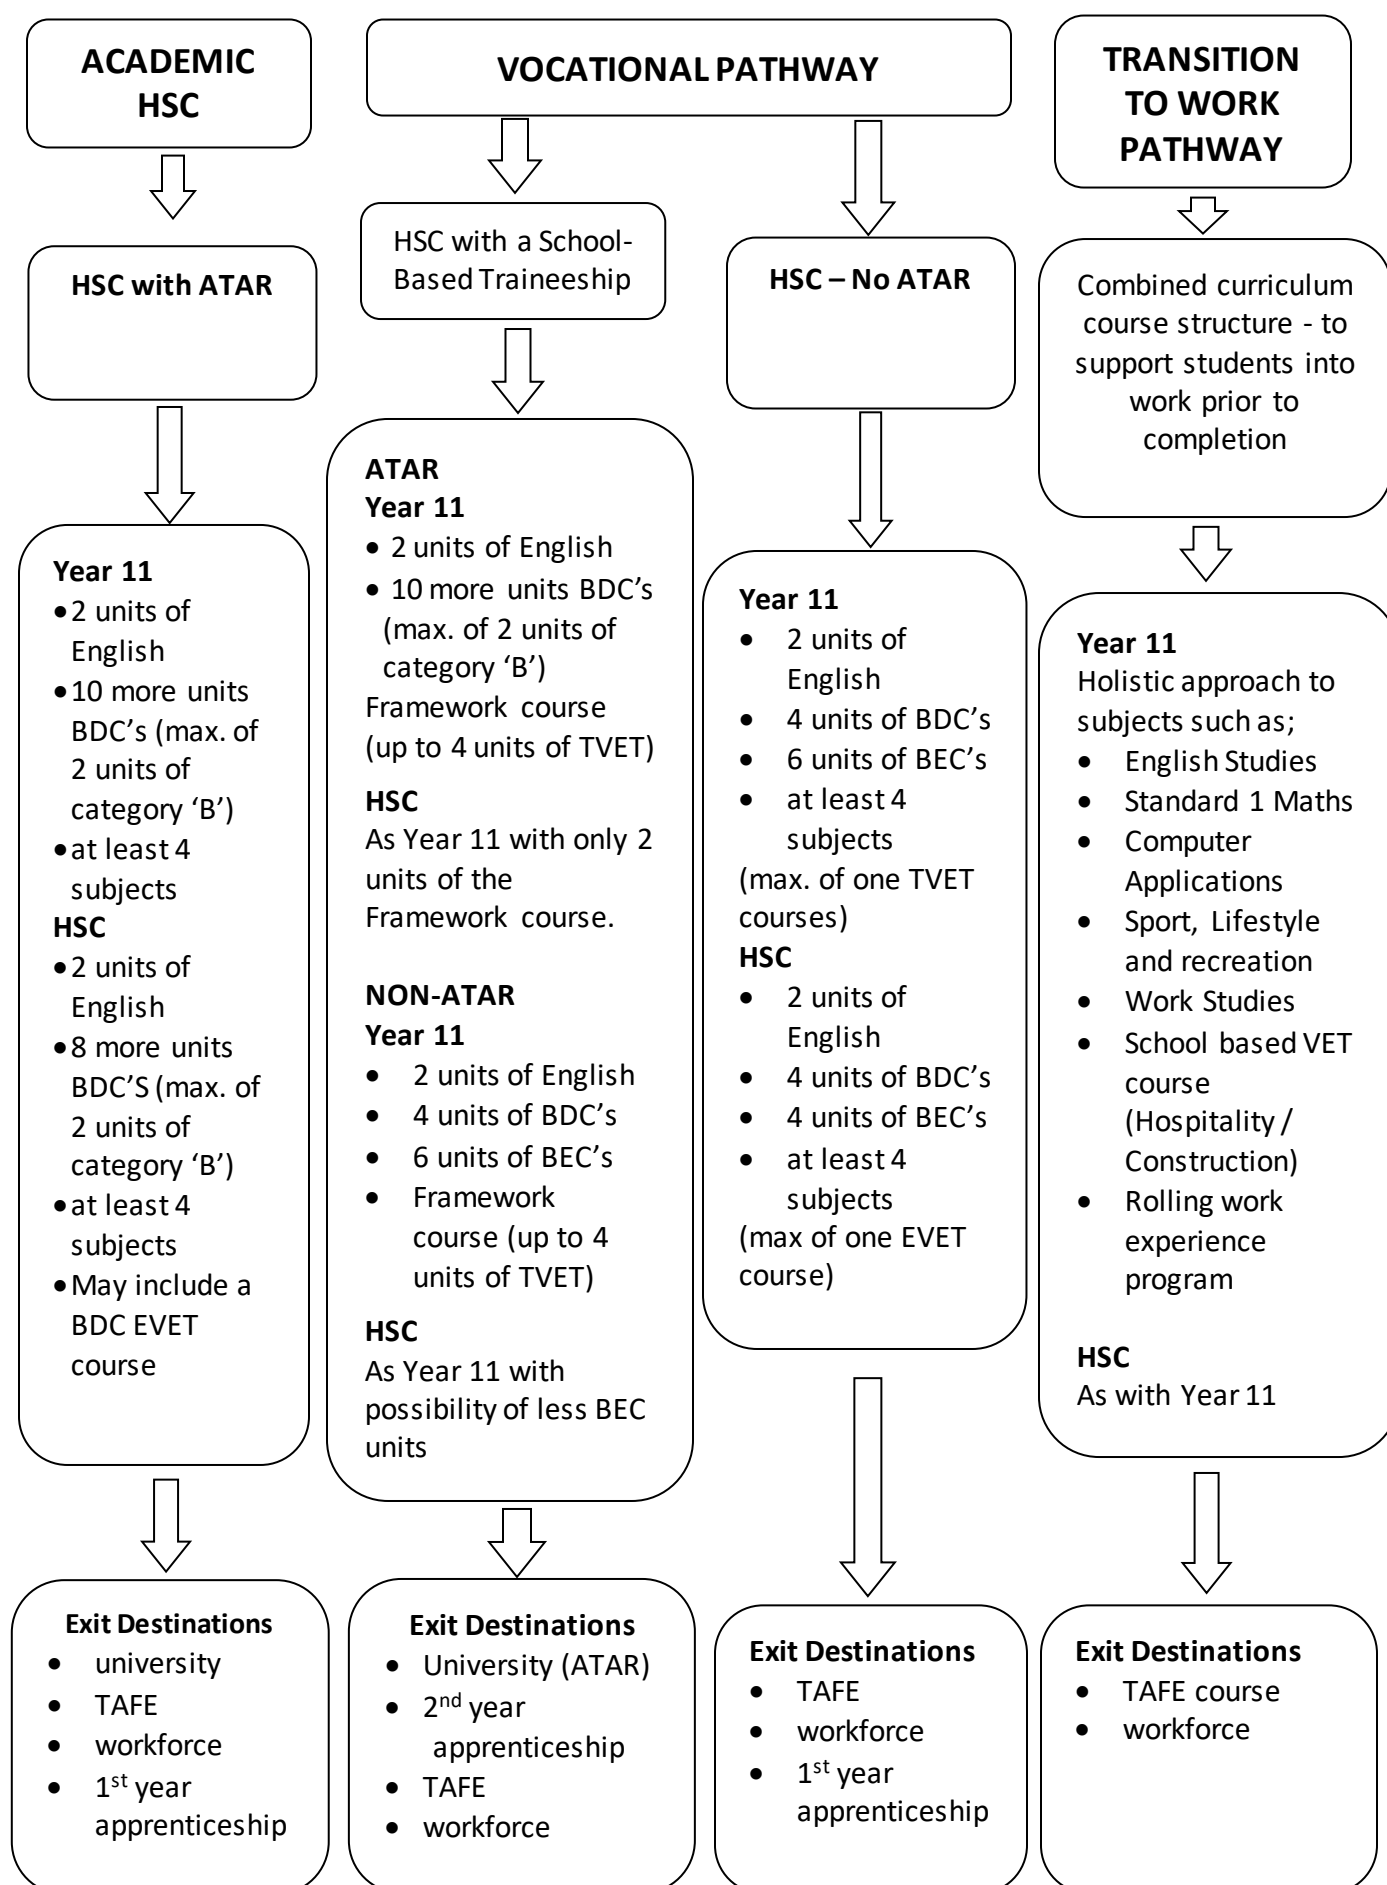 ACADEMIC
HSC
VOCATIONAL PATHWAY
TRANSITION
TO WORK
PATHWAY
HSC with ATAR
HSC with a School-
Based Traineeship
HSC – No ATAR
Combined curriculum
course structure - to
support students into
work prior to
completion
Year 11
• 2 units of
English
• 10 more units
BDC’s (max. of
2 units of
category ‘B’)
• at least 4
subjects
HSC
• 2 units of
English
• 8 more units
BDC’S (max. of
2 units of
category ‘B’)
• at least 4
subjects
• May include a
BDC EVET
course
ATAR
Year 11
• 2 units of English
• 10 more units BDC’s
(max. of 2 units of
category ‘B’)
Framework course
(up to 4 units of TVET)
HSC
As Year 11 with only 2
units of the
Framework course.
NON-ATAR
Year 11
• 2 units of English
• 4 units of BDC’s
• 6 units of BEC’s
• Framework
course (up to 4
units of TVET)
HSC
As Year 11 with
possibility of less BEC
units
Year 11
• 2 units of
English
• 4 units of BDC’s
• 6 units of BEC’s
• at least 4
subjects
(max. of one TVET
courses)
HSC
• 2 units of
English
• 4 units of BDC’s
• 4 units of BEC’s
• at least 4
subjects
(max of one EVET
course)
Year 11
Holistic approach to
subjects such as;
• English Studies
• Standard 1 Maths
• Computer
Applications
• Sport, Lifestyle
and recreation
• Work Studies
• School based VET
course
(Hospitality /
Construction)
• Rolling work
experience
program
HSC
As with Year 11
Exit Destinations
• university
• TAFE
• workforce
• 1st year
apprenticeship
Exit Destinations
• University (ATAR)
• 2nd year
apprenticeship
• TAFE
• workforce
Exit Destinations
• TAFE
• workforce
• 1st year
apprenticeship
Exit Destinations
• TAFE course
• workforce